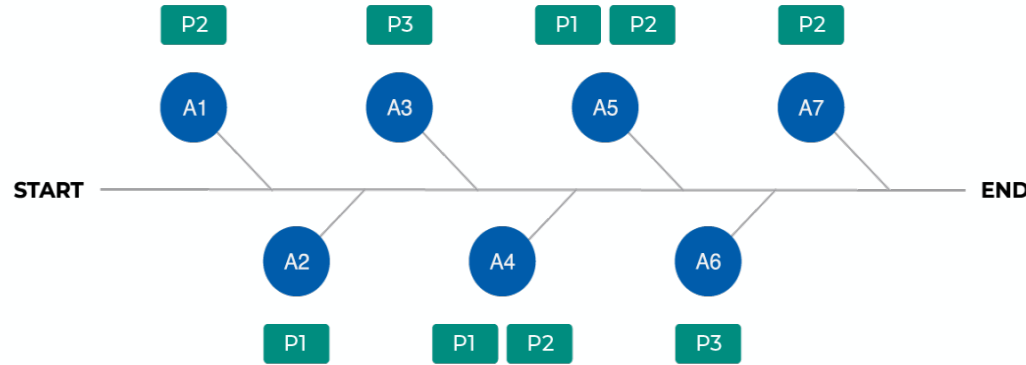 P2 P3 P1 P2 P2
A1 A3 A5 A7
START END
A2 A4 A6
P1 P1 P2 P3